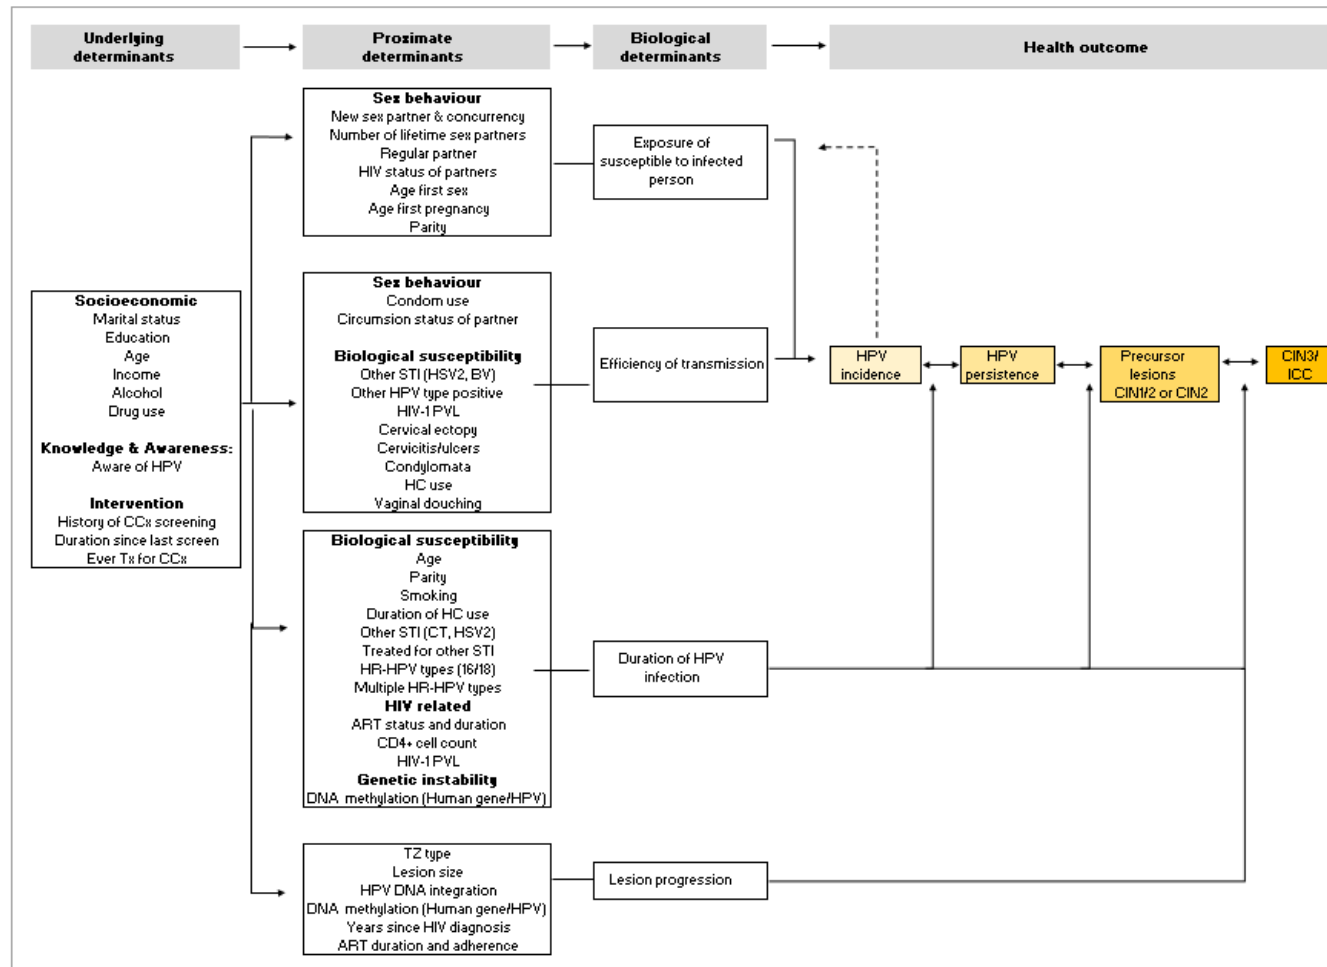 Underlying
determinants
Proximate
determinants
Biological
determinants
Health outcome
Socioeconomic
Marital status
Education
Age
Income
Alcohol
Drug use
Knowledge & Awareness:
Aware of HPV
Intervention
History of CCx screening
Duration since last screen
Ever Tx for CCx
Sex behaviour
New sex partner & concurrency
Number of lifetime sex partners
Regular partner
HIV status of partners
Age first sex
Age first pregnancy
Parity
Sex behaviour
Condom use
Circumsion status of partner
Biological susceptibility
Other STI (HSV2, BV)
Other HPV type positive
HIV-1 PVL
Cervical ectopy
Cervicitis/ulcers
Condylomata
HC use
Vaginal douching
Biological susceptibility
Age
Parity
Smoking
Duration of HC use
Other STI (CT, HSV2)
Treated for other STI
HR-HPV types (16/18)
Multiple HR-HPV types
HIV related
ART status and duration
CD4+ cell count
HIV-1 PVL
Genetic instability
DNA methylation (Human gene/HPV)
TZ type
Lesion size
HPV DNA integration
DNA methylation (Human gene/HPV)
Years since HIV diagnosis
ART duration and adherence
Exposure of
susceptible to infected
person
Efficiency of transmission
Duration of HPV
infection
Lesion progression
HPV
incidence
HPV
persistence
Precursor
lesions
CIN1/2 or CIN2
CIN3/
ICC